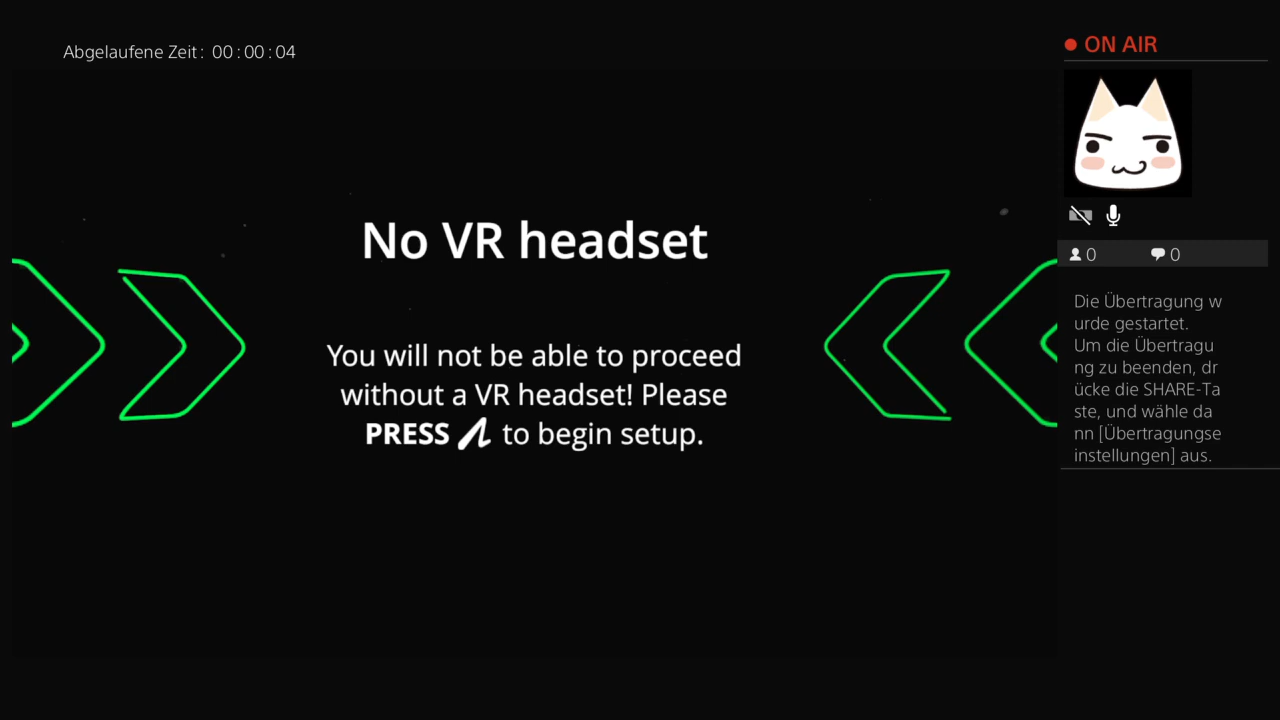 Abgelaufene Zeit: 00:00:04
ON AIR
No VR headset
You will not be able to proceed
without a VR headset! Please
PRESS to begin setup.
0 0
Die Übertragung w
urde gestartet.
Um die Übertragu
ng zu beenden, dr
ücke die SHARE-Ta
ste, und wähle da
nn [Übertragungse
instellungen] aus.